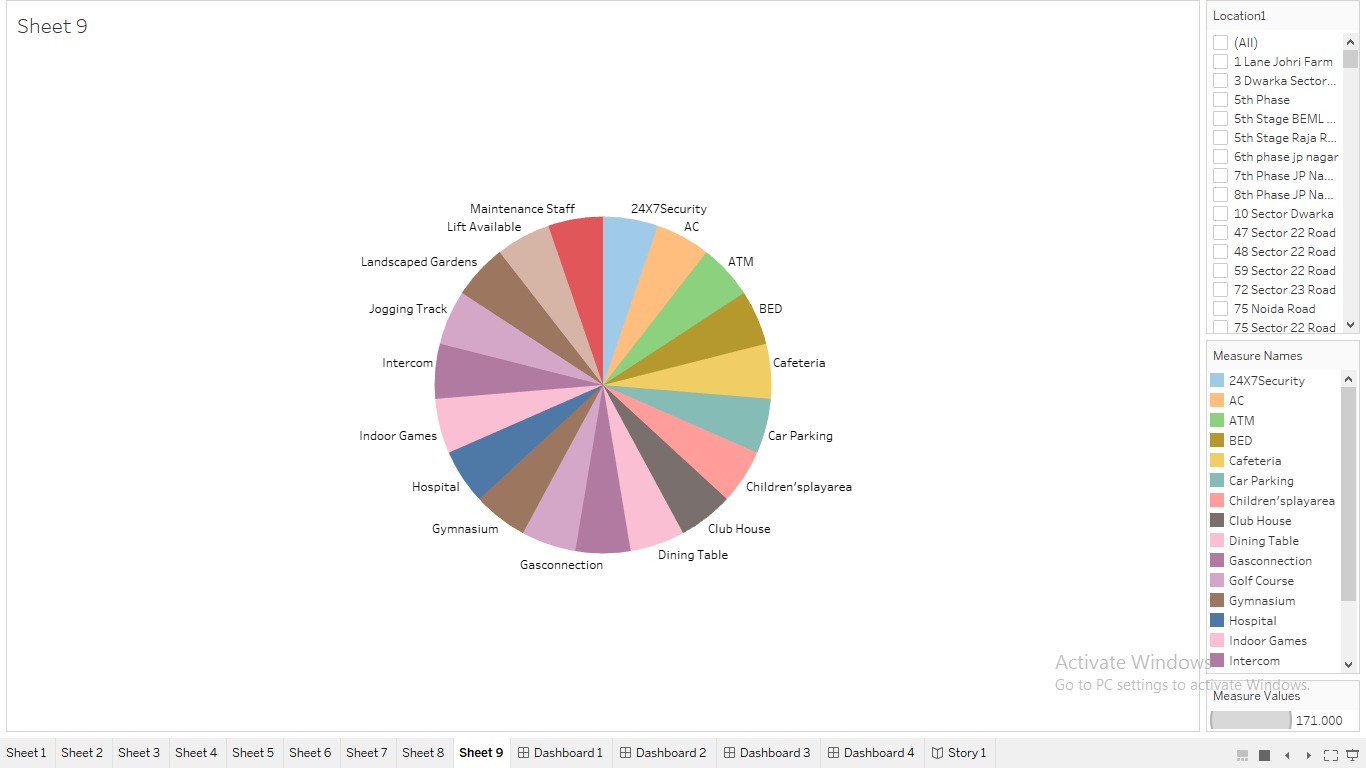 Sheet 9
Maintenance Staff
24X7Security
Lift Available
AC
Landscaped Gardens
ATM
Jogging Track
BED
Intercom
Cafeteria
Indoor Games
Car Parking
Hospital
Children'splayarea
Gymnasium
Club House
Dining Table
Gasconnection
Location1
(All)
1 Lane Johri Farm
3 Dwarka Sector...
5th Phase
5th Stage BEML ...
5th Stage Raja R...
6th phase jp nagar
7th Phase JP Na...
8th Phase JP Na...
10 Sector Dwarka
47 Sector 22 Road
48 Sector 22 Road
59 Sector 22 Road
72 Sector 23 Road
75 Noida Road
75 Sector 22 Road
Measure Names
24X7Security
AC
ATM
BED
Cafeteria
Car Parking
Children'splayarea
Club House
Dining Table
Gasconnection
Golf Course
Gymnasium
Hospital
Indoor Games
Intercom
Activate Windows
Go to PC settings to activate Windows.
Measure Values
171.000
Sheet 1 Sheet 2 Sheet 3 Sheet 4 Sheet 5 Sheet 6 Sheet 7 Sheet 8 Sheet 9 Dashboard 1 Dashboard 2 Dashboard 3 Dashboard 4 Story 1